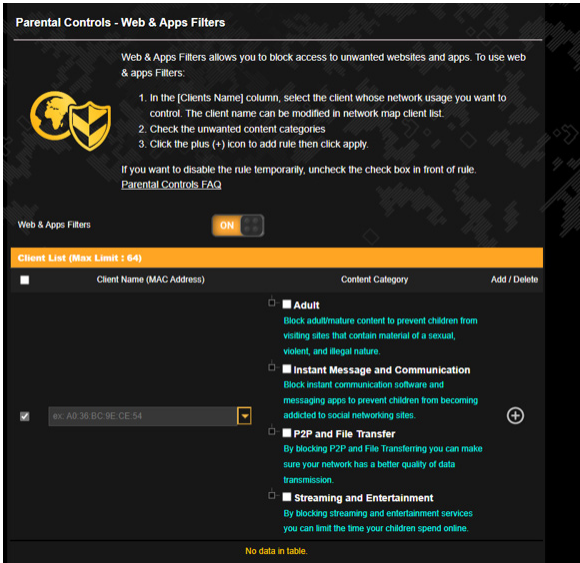 Parental Controls - Web & Apps Filters
Web & Apps Filters allows you to block access to unwanted websites and apps. To use web
& apps Filters:
1. In the [Clients Name] column, select the client whose network usage you want to
control. The client name can be modified in network map client list.
2. Check the unwanted content categories
3. Click the plus (+) icon to add rule then click apply.
If you want to disable the rule temporarily, uncheck the check box in front of rule.
Parental Controls FAQ
Web & Apps Filters ON
Client List (Max Limit : 64)
Client Name (MAC Address) Content Category Add / Delete
Adult
Block adult/mature content to prevent children from
visiting sites that contain material of a sexual,
violent, and illegal nature.
Instant Message and Communication
Block instant communication software and
messaging apps to prevent children from becoming
addicted to social networking sites.
ex: A0:36:BC:9E:CE:54
P2P and File Transfer
By blocking P2P and File Transferring you can make
sure your network has a better quality of data
transmission.
Streaming and Entertainment
By blocking streaming and entertainment services
you can limit the time your children spend online.
No data in table.